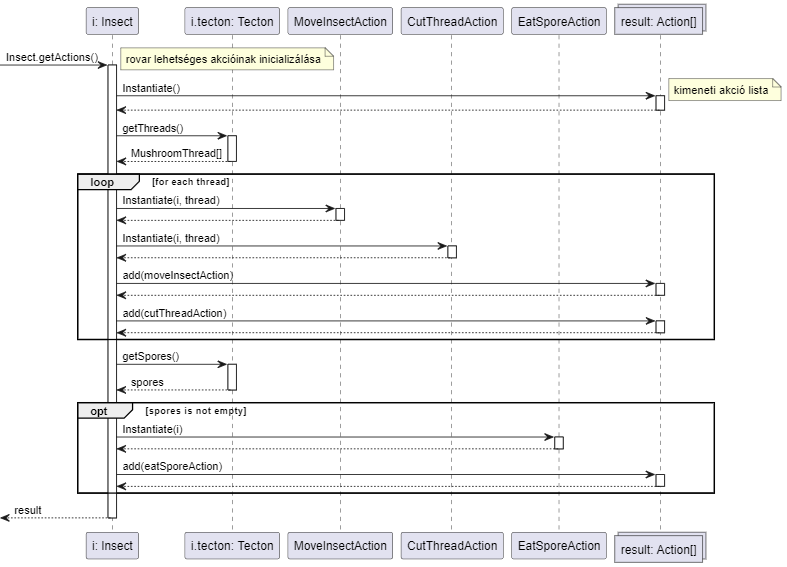 i: Insect
i.tecton: Tecton
MoveInsectAction
CutThreadAction
EatSporeAction
result: Action[]
Insect.getActions()
rovar lehetséges akcióinak inicializálása
Instantiate()
kimeneti akció lista
getThreads()
MushroomThread[]
loop
[for each thread]
Instantiate(i, thread)
Instantiate(i, thread)
add(moveInsectAction)
add(cutThreadAction)
getSpores()
spores
opt
[spores is not empty]
Instantiate(i)
add(eatSporeAction)
result
i: Insect
i.tecton: Tecton
MoveInsectAction
CutThreadAction
EatSporeAction
result: Action[]